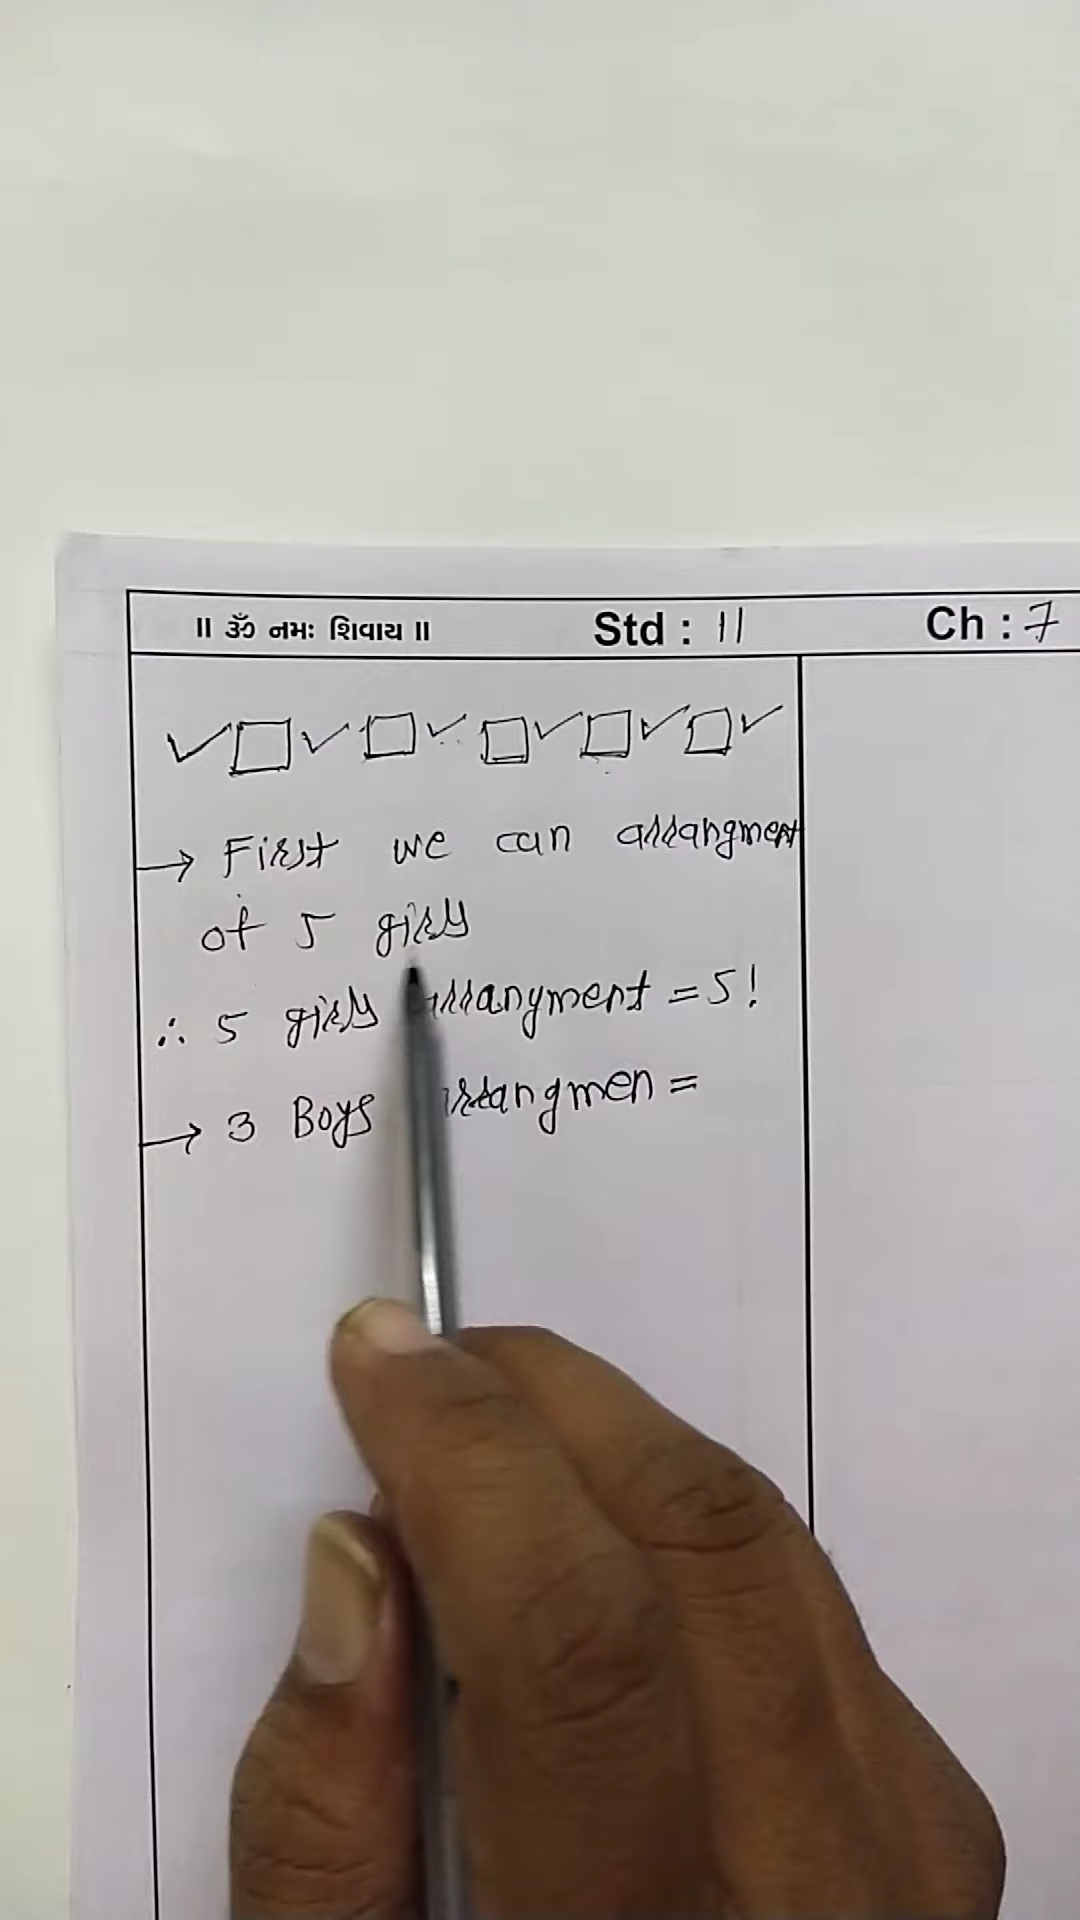 ॥ ૐ નમઃ શિવાય ॥ Std : 11 Ch : 7
→ First we can arrangment
of 5 girls
∴ 5 girls arrangment = 5!
→ 3 Boys arrangmen =